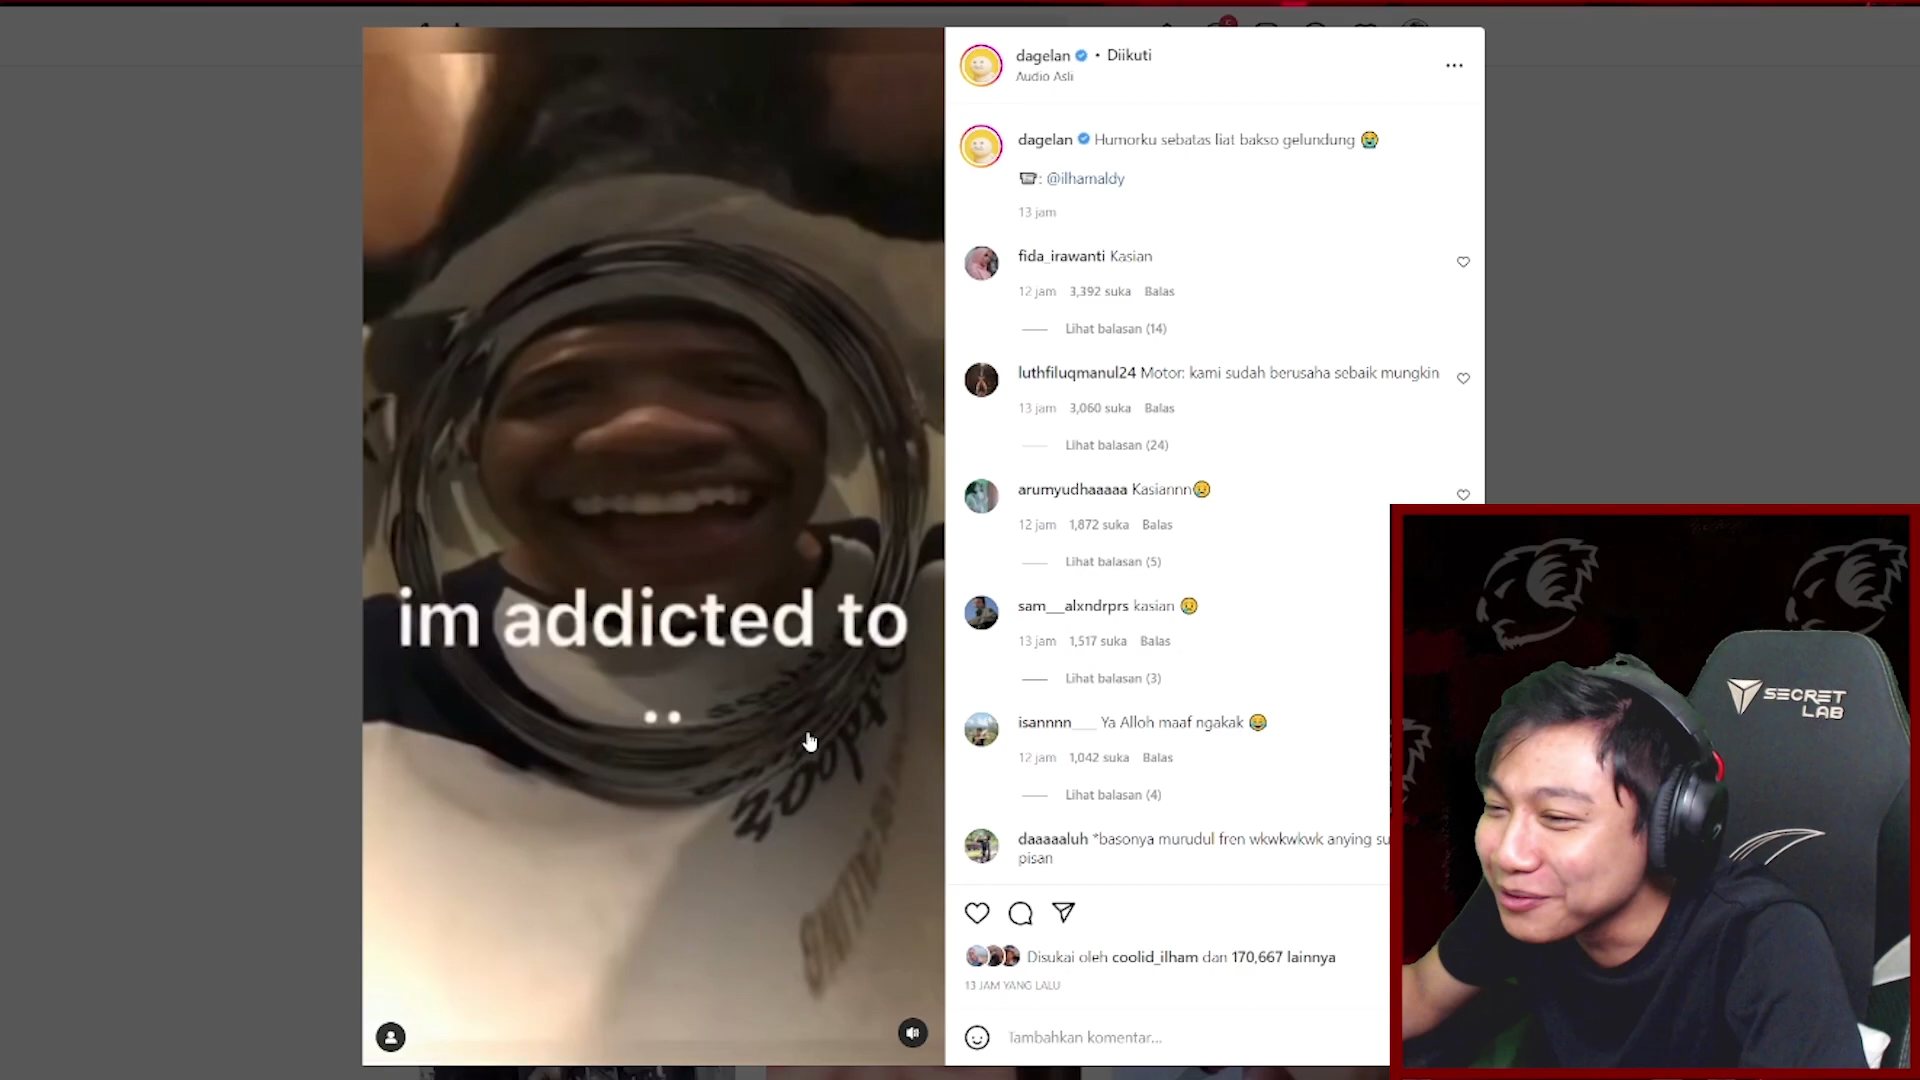 dagelan • Diikuti
Audio Asli
dagelan Humorku sebatas liat bakso gelundung 😭
📹: @ilhamaldy
13 jam
fida_irawanti Kasian
12 jam 3,392 suka Balas
Lihat balasan (14)
luthfiluqmanul24 Motor: kami sudah berusaha sebaik mungkin
13 jam 3,060 suka Balas
Lihat balasan (24)
arumyudhaaaaa Kasiannn😢
12 jam 1,872 suka Balas
Lihat balasan (5)
sam__alxndrprs kasian 😢
13 jam 1,517 suka Balas
Lihat balasan (3)
isannnn___ Ya Alloh maaf ngakak 😂
12 jam 1,042 suka Balas
Lihat balasan (4)
daaaaaluh *basonya murudul fren wkwkwkwk anying su
pisan
Disukai oleh coolid_ilham dan 170,667 lainnya
13 JAM YANG LALU
Tambahkan komentar...
im addicted to
..
SECRET
LAB